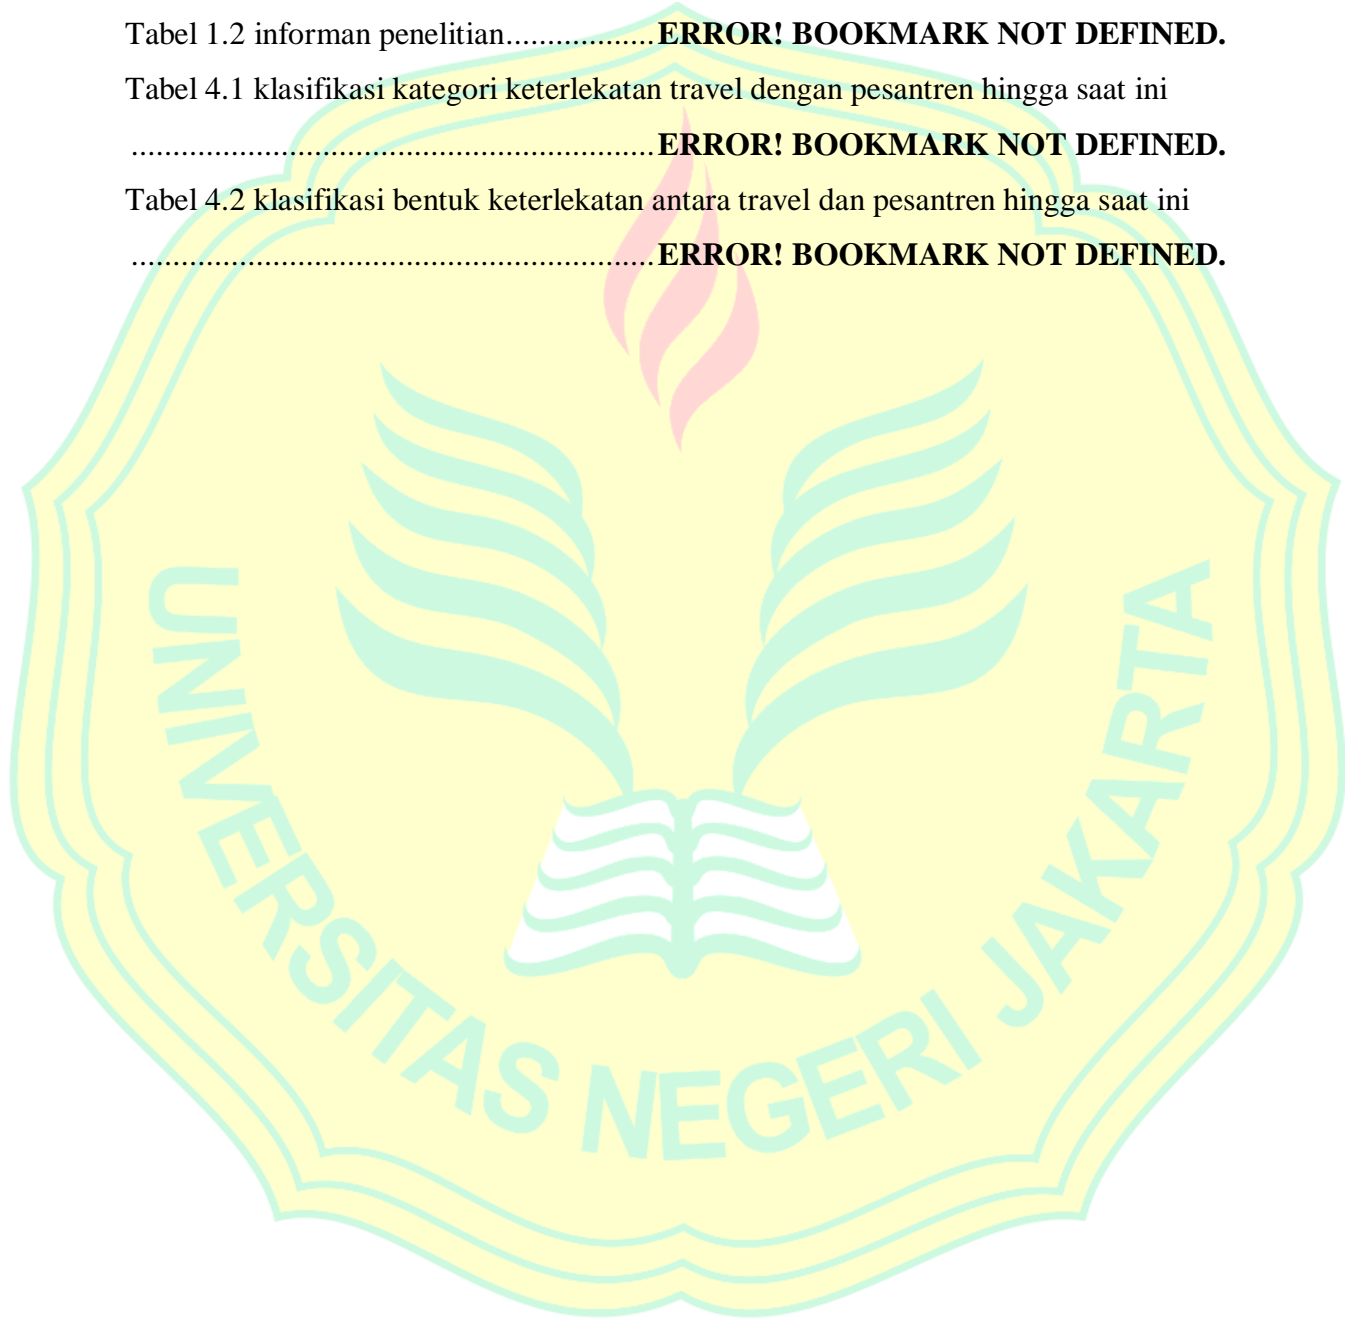 Tabel 1.2 informan penelitian..................ERROR! BOOKMARK NOT DEFINED.
Tabel 4.1 klasifikasi kategori keterlekatan travel dengan pesantren hingga saat ini
...............................................................ERROR! BOOKMARK NOT DEFINED.
Tabel 4.2 klasifikasi bentuk keterlekatan antara travel dan pesantren hingga saat ini
...............................................................ERROR! BOOKMARK NOT DEFINED.
UNIVERSITAS NEGERI JAKARTA